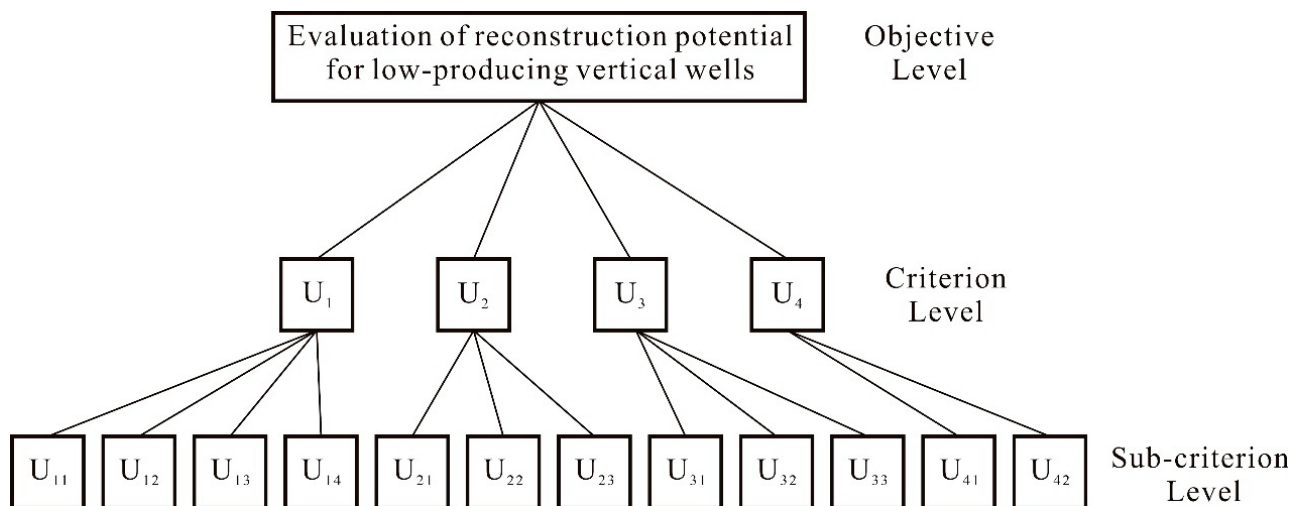 Evaluation of reconstruction potential
for low-producing vertical wells
Objective
Level
U₁ U₂ U₃ U₄
Criterion
Level
U₁₁ U₁₂ U₁₃ U₁₄ U₂₁ U₂₂ U₂₃ U₃₁ U₃₂ U₃₃ U₄₁ U₄₂
Sub-criterion
Level